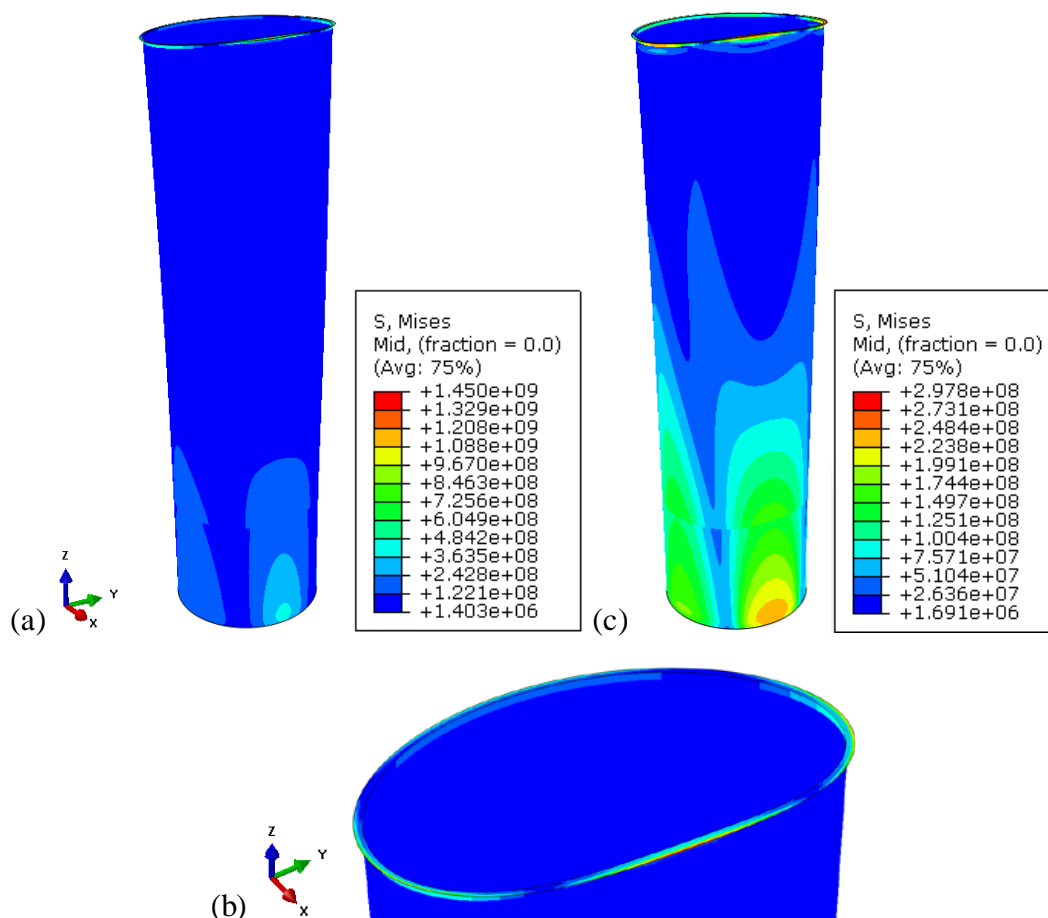 S, Mises
Mid, (fraction = 0.0)
(Avg: 75%)
+1.450e+09
+1.329e+09
+1.208e+09
+1.088e+09
+9.670e+08
+8.463e+08
+7.256e+08
+6.049e+08
+4.842e+08
+3.635e+08
+2.428e+08
+1.221e+08
+1.403e+06
Z
Y
X
(a)
S, Mises
Mid, (fraction = 0.0)
(Avg: 75%)
+2.978e+08
+2.731e+08
+2.484e+08
+2.238e+08
+1.991e+08
+1.744e+08
+1.497e+08
+1.251e+08
+1.004e+08
+7.571e+07
+5.104e+07
+2.636e+07
+1.691e+06
(c)
Z
Y
X
(b)